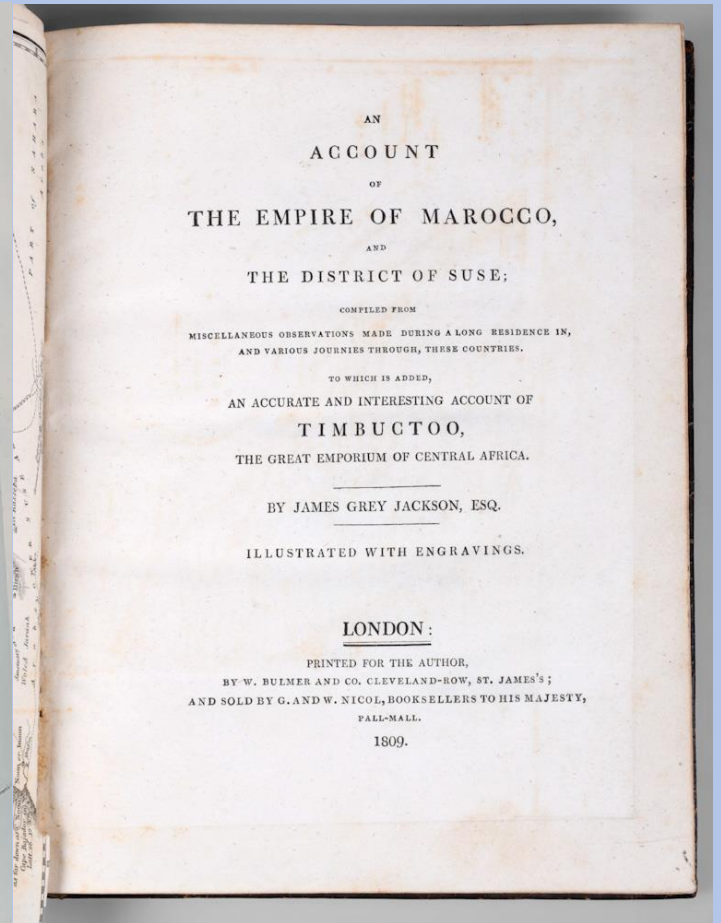 AN
ACCOUNT
OF
THE EMPIRE OF MAROCCO,
AND
THE DISTRICT OF SUSE;
COMPILED FROM
MISCELLANEOUS OBSERVATIONS MADE DURING A LONG RESIDENCE IN,
AND VARIOUS JOURNIES THROUGH, THESE COUNTRIES.
TO WHICH IS ADDED,
AN ACCURATE AND INTERESTING ACCOUNT OF
TIMBUCTOO,
THE GREAT EMPORIUM OF CENTRAL AFRICA.
BY JAMES GREY JACKSON, ESQ.
ILLUSTRATED WITH ENGRAVINGS.
LONDON:
PRINTED FOR THE AUTHOR,
BY W. BULMER AND CO. CLEVELAND-ROW, ST. JAMES'S;
AND SOLD BY G. AND W. NICOL, BOOKSELLERS TO HIS MAJESTY,
PALL-MALL.
1809.
PART OF SAHARA